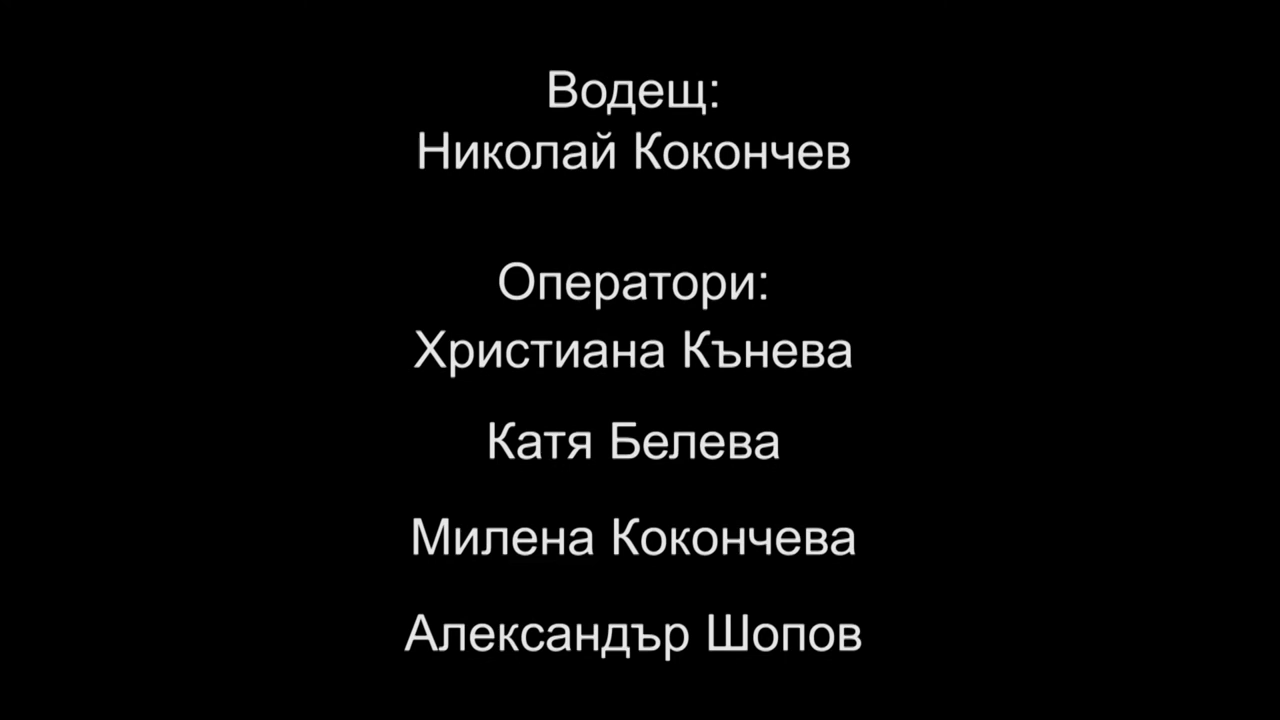 Водещ:
Николай Кокончев
Оператори:
Християна Кънева
Катя Белева
Милена Кокончева
Александър Шопов